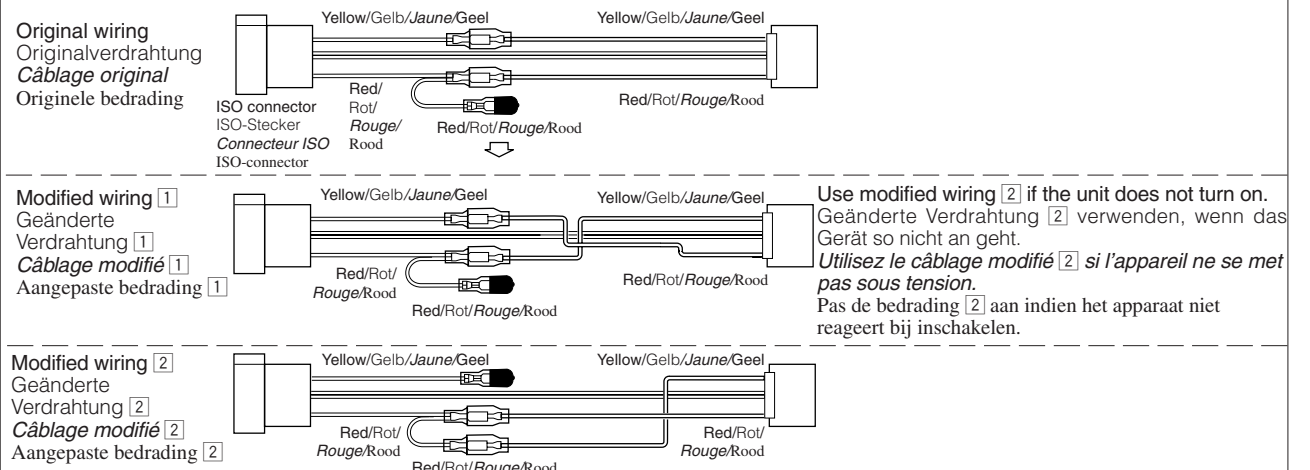 Original wiring
Originalverdrahtung
Câblage original
Originele bedrading
Yellow/Gelb/Jaune/Geel
Yellow/Gelb/Jaune/Geel
ISO connector
ISO-Stecker
Connecteur ISO
ISO-connector
Red/
Rot/
Rouge/
Rood
Red/Rot/Rouge/Rood
Red/Rot/Rouge/Rood
Modified wiring 1
Geänderte
Verdrahtung 1
Câblage modifié 1
Aangepaste bedrading 1
Yellow/Gelb/Jaune/Geel
Yellow/Gelb/Jaune/Geel
Red/Rot/
Rouge/Rood
Red/Rot/Rouge/Rood
Red/Rot/Rouge/Rood
Use modified wiring 2 if the unit does not turn on.
Geänderte Verdrahtung 2 verwenden, wenn das
Gerät so nicht an geht.
Utilisez le câblage modifié 2 si l'appareil ne se met
pas sous tension.
Pas de bedrading 2 aan indien het apparaat niet
reageert bij inschakelen.
Modified wiring 2
Geänderte
Verdrahtung 2
Câblage modifié 2
Aangepaste bedrading 2
Yellow/Gelb/Jaune/Geel
Yellow/Gelb/Jaune/Geel
Red/Rot/
Rouge/Rood
Red/Rot/Rouge/Rood
Red/Rot/
Rouge/Rood